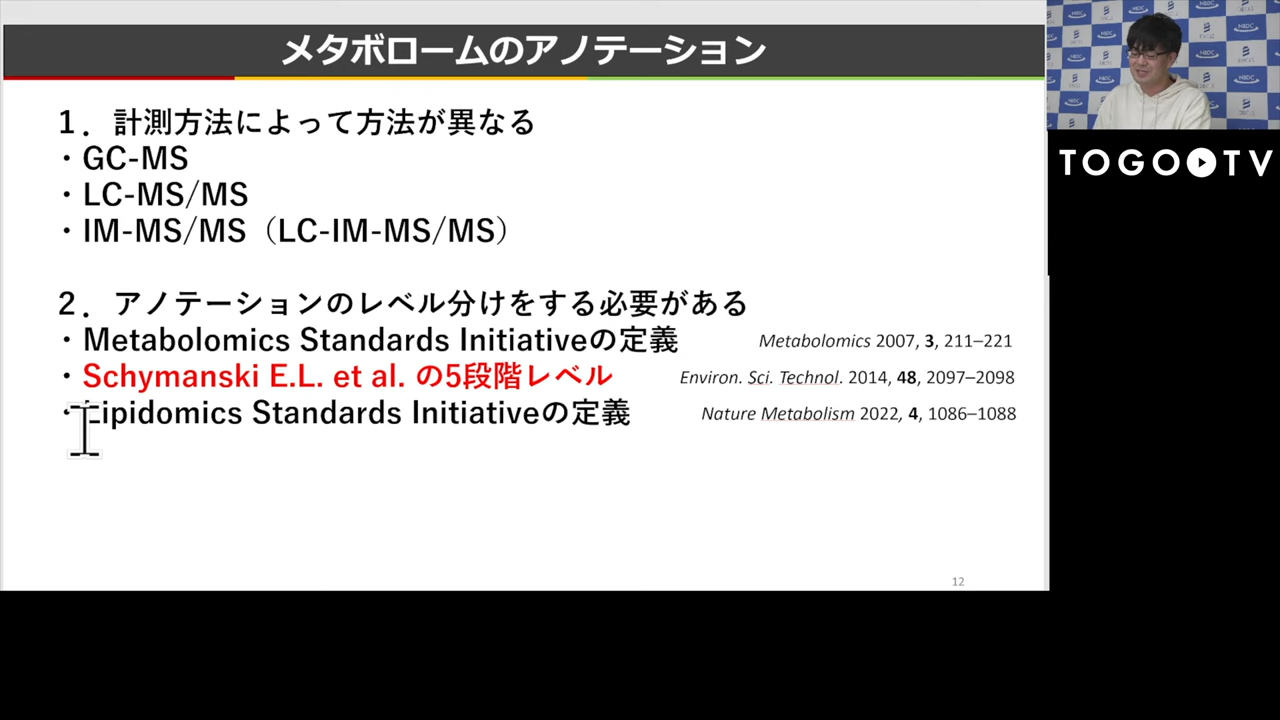 メタボロームのアノテーション
1．計測方法によって方法が異なる
・GC-MS
・LC-MS/MS
・IM-MS/MS（LC-IM-MS/MS）
2．アノテーションのレベル分けをする必要がある
・Metabolomics Standards Initiativeの定義 Metabolomics 2007, 3, 211–221
・Schymanski E.L. et al. の5段階レベル Environ. Sci. Technol. 2014, 48, 2097–2098
・Lipidomics Standards Initiativeの定義 Nature Metabolism 2022, 4, 1086–1088
12
NBDC
TOGOTV